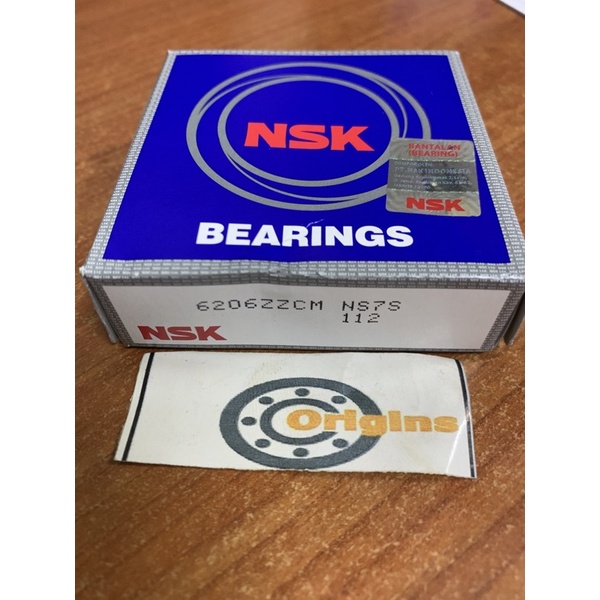 NSK
BANTALAN
(BEARING)
NSK
BEARINGS
6206ZZCM NS7S
112
NSK
Origins